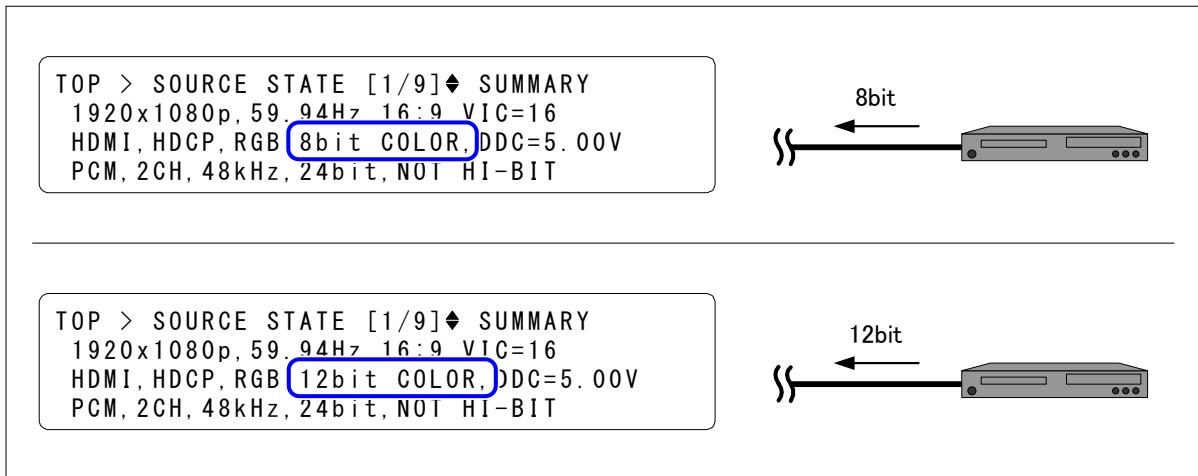 TOP > SOURCE STATE [1/9]♦ SUMMARY
1920x1080p,59.94Hz 16:9 VIC=16
HDMI,HDCP,RGB 8bit COLOR,DDC=5.00V
PCM,2CH,48kHz,24bit,NOT HI-BIT
8bit
TOP > SOURCE STATE [1/9]♦ SUMMARY
1920x1080p,59.94Hz 16:9 VIC=16
HDMI,HDCP,RGB 12bit COLOR,DDC=5.00V
PCM,2CH,48kHz,24bit,NOT HI-BIT
12bit